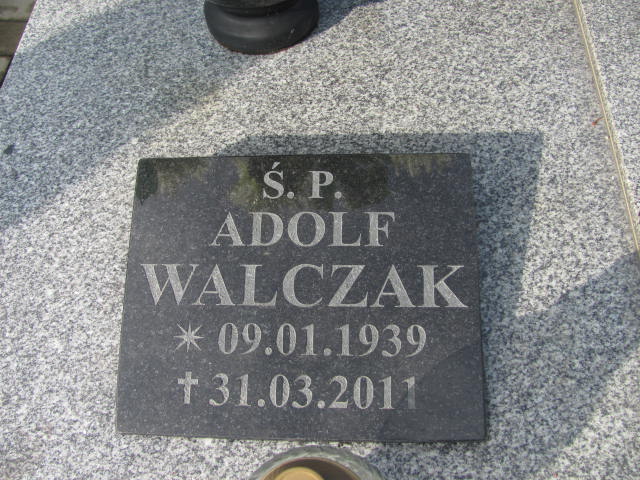 Ś. P.
ADOLF
WALCZAK
* 09.01.1939
✝ 31.03.2011